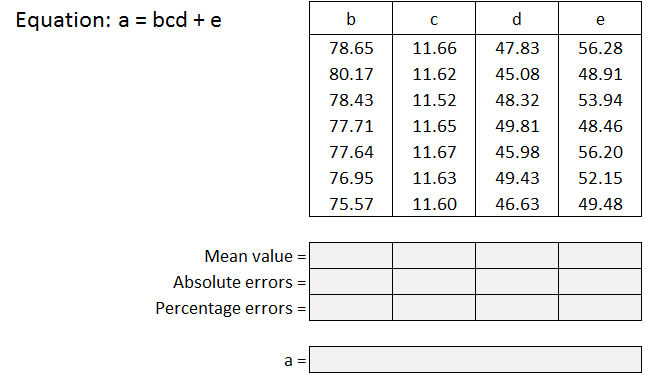 Equation: a = bcd + e
b c d e
78.65 11.66 47.83 56.28
80.17 11.62 45.08 48.91
78.43 11.52 48.32 53.94
77.71 11.65 49.81 48.46
77.64 11.67 45.98 56.20
76.95 11.63 49.43 52.15
75.57 11.60 46.63 49.48
Mean value =
Absolute errors =
Percentage errors =
a =